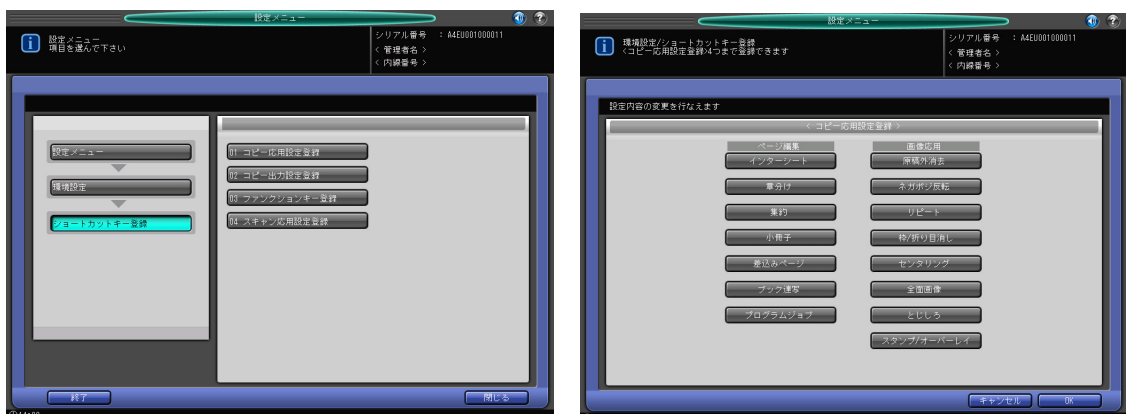 設定メニュー
設定メニュー
項目を選んで下さい
シリアル番号 : A4EU001000011
< 管理者名 >
< 内線番号 >
設定メニュー
環境設定
ショートカットキー登録
01 コピー応用設定登録
02 コピー出力設定登録
03 ファンクションキー登録
04 スキャン応用設定登録
終了
閉じる
設定メニュー
環境設定/ショートカットキー登録
<コピー応用設定登録>4つまで登録できます
シリアル番号 : A4EU001000011
< 管理者名 >
< 内線番号 >
設定内容の変更を行なえます
< コピー応用設定登録 >
ページ編集
インターシート
章分け
集約
小冊子
差込みページ
ブック連写
プログラムジョブ
画像応用
原稿外消去
ネガポジ反転
リピート
枠/折り目消し
センタリング
全面画像
とじしろ
スタンプ/オーバーレイ
キャンセル
OK